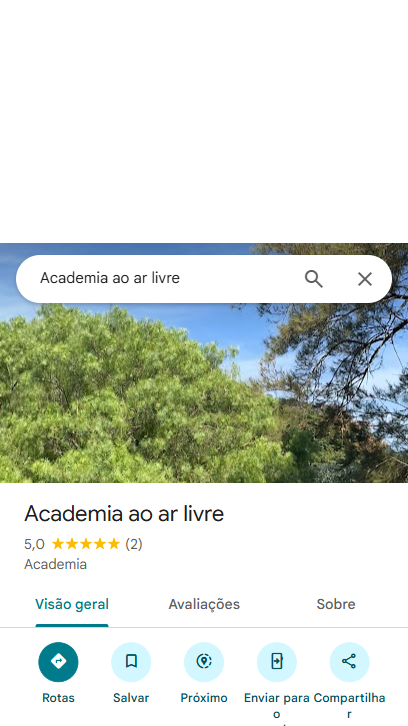 Academia ao ar livre
Academia ao ar livre
5,0 (2)
Academia
Visão geral Avaliações Sobre
Rotas Salvar Próximo Enviar para Compartilha
o r